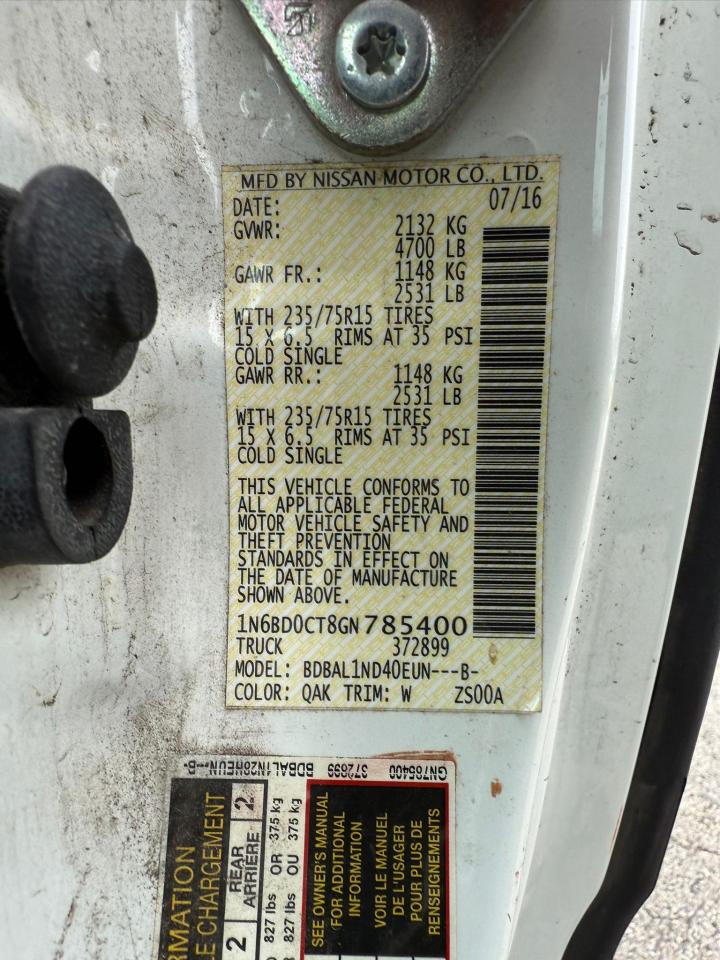 MFD BY NISSAN MOTOR CO., LTD.
DATE: 07/16
GVWR: 2132 KG
4700 LB
GAWR FR.: 1148 KG
2531 LB
WITH 235/75R15 TIRES
15 X 6.5 RIMS AT 35 PSI
COLD SINGLE
GAWR RR.: 1148 KG
2531 LB
WITH 235/75R15 TIRES
15 X 6.5 RIMS AT 35 PSI
COLD SINGLE
THIS VEHICLE CONFORMS TO
ALL APPLICABLE FEDERAL
MOTOR VEHICLE SAFETY AND
THEFT PREVENTION
STANDARDS IN EFFECT ON
THE DATE OF MANUFACTURE
SHOWN ABOVE.
1N6BD0CT8GN785400
TRUCK 372899
MODEL: BDBAL1ND40EUN---B-
COLOR: QAK TRIM: W ZS00A
GN785400 372899
REAR 2
ARRIÈRE
2
827 lbs OR 375 kg
827 lbs OU 375 kg
SEE OWNER'S MANUAL
FOR ADDITIONAL
INFORMATION
VOIR LE MANUEL
DE L'USAGER
POUR PLUS DE
RENSEIGNEMENTS